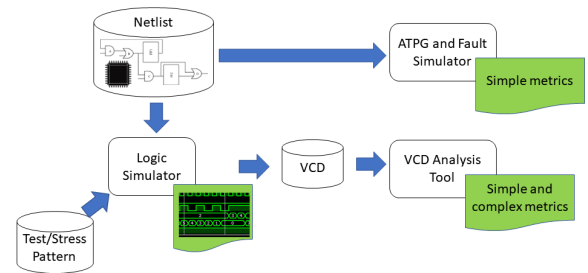 Netlist
ATPG and Fault
Simulator
Simple metrics
Logic
Simulator
VCD
VCD Analysis
Tool
Simple and
complex metrics
Test/Stress
Pattern